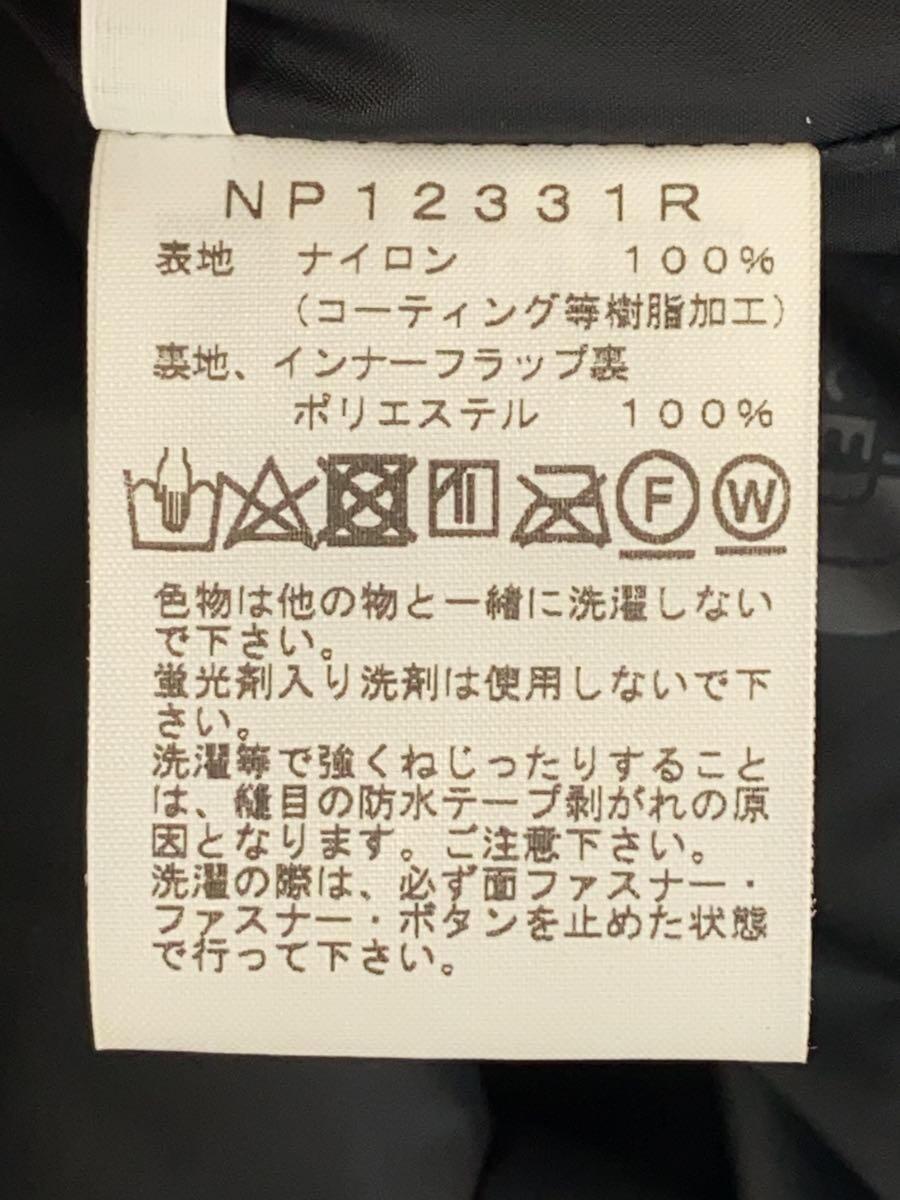 NP12331R
表地 ナイロン 100%
(コーティング等樹脂加工)
裏地、インナーフラップ裏
ポリエステル 100%
F W
色物は他の物と一緒に洗濯しない
で下さい。
蛍光剤入り洗剤は使用しないで下
さい。
洗濯等で強くねじったりすること
は、縫目の防水テープ剥がれの原
因となります。ご注意下さい。
洗濯の際は、必ず面ファスナー・
ファスナー・ボタンを止めた状態
で行って下さい。